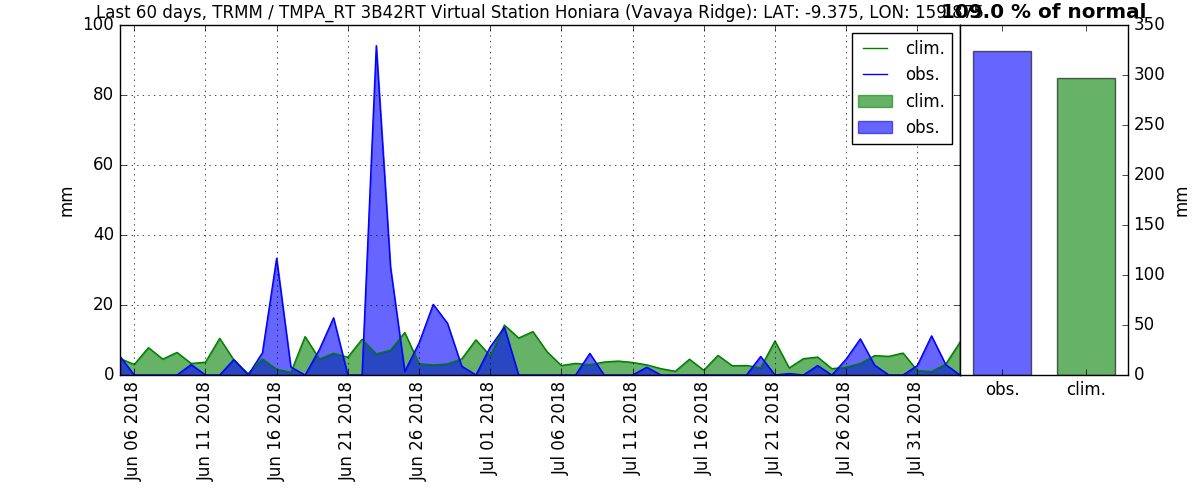 Last 60 days, TRMM / TMPA_RT 3B42RT Virtual Station Honiara (Vavaya Ridge): LAT: -9.375, LON: 159.875
109.0 % of normal
100
80
60
40
20
0
mm
clim.
obs.
clim.
obs.
350
300
250
200
150
100
50
0
mm
obs. clim.
Jun 06 2018
Jun 11 2018
Jun 16 2018
Jun 21 2018
Jun 26 2018
Jul 01 2018
Jul 06 2018
Jul 11 2018
Jul 16 2018
Jul 21 2018
Jul 26 2018
Jul 31 2018